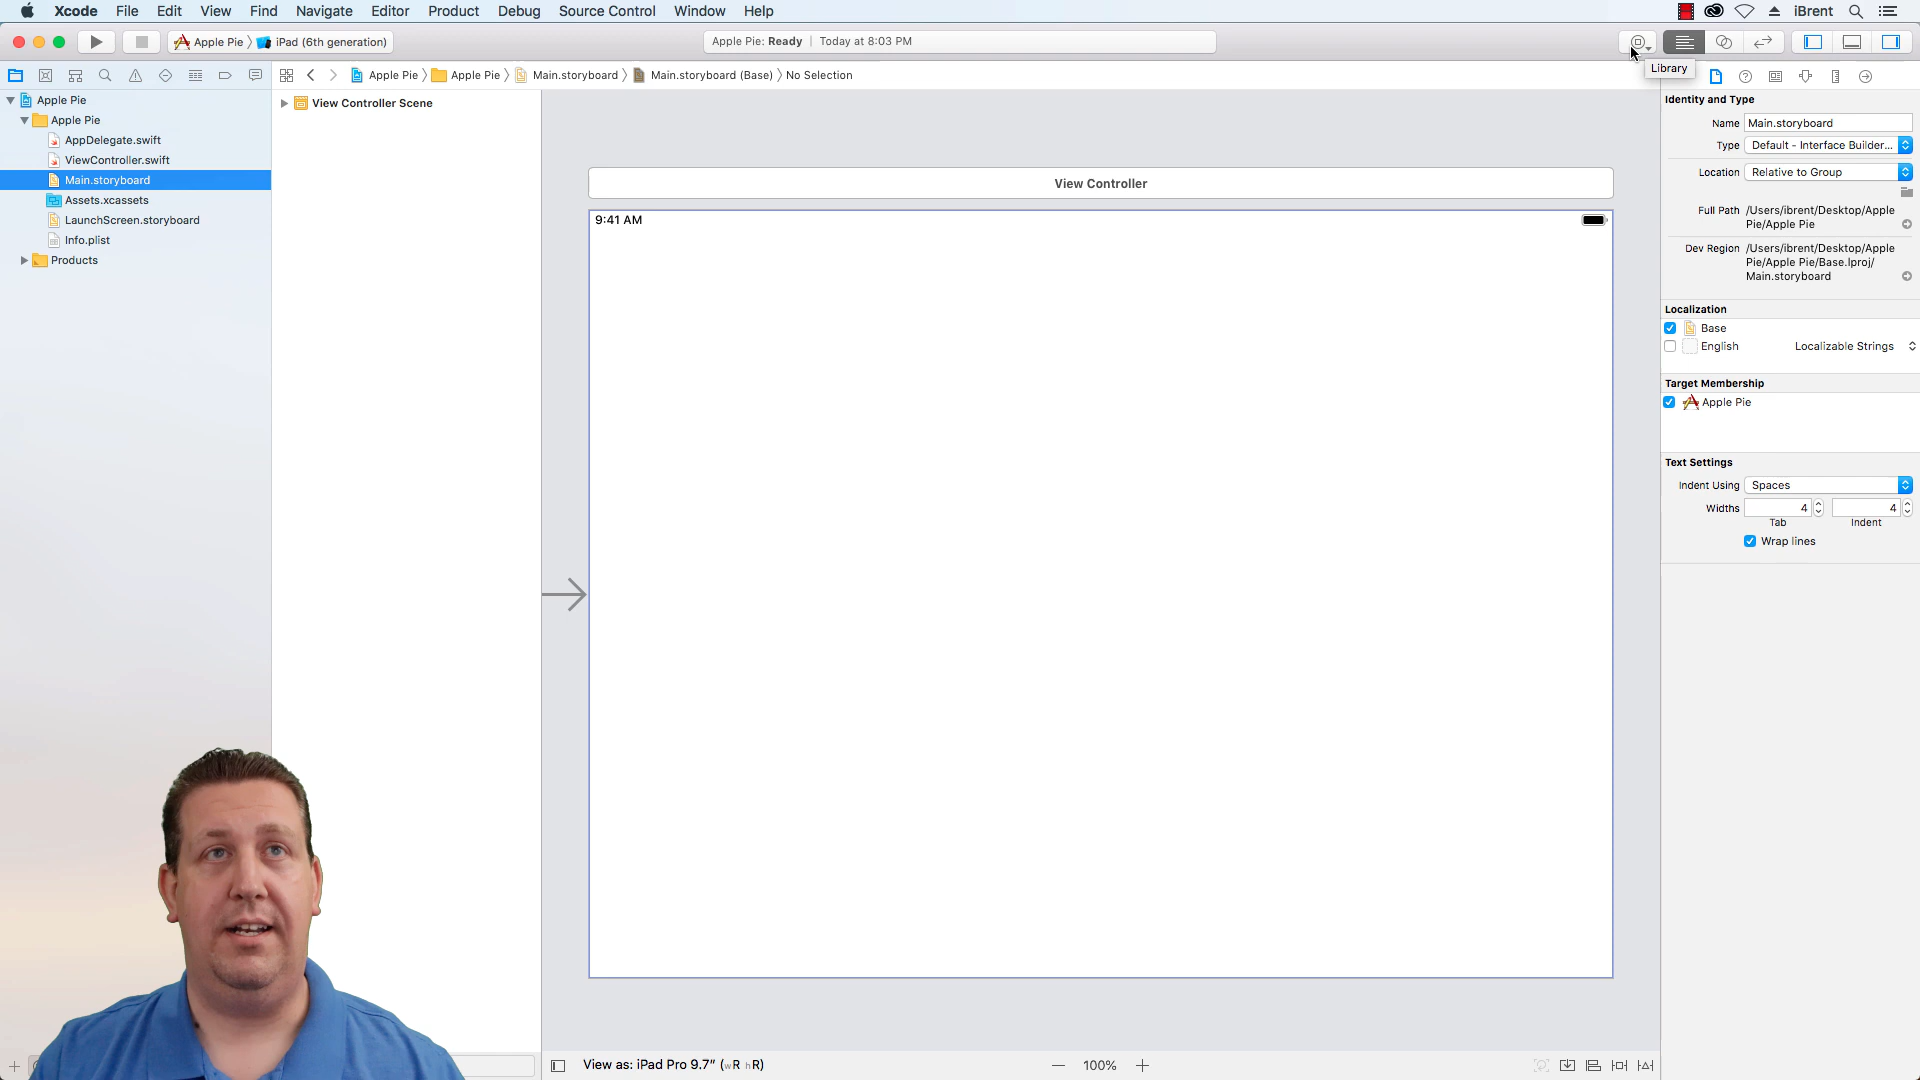 Xcode File Edit View Find Navigate Editor Product Debug Source Control Window Help iBrent
Apple Pie iPad (6th generation) Apple Pie: Ready Today at 8:03 PM
Library
Apple Pie Apple Pie Main.storyboard Main.storyboard (Base) No Selection
Apple Pie
Apple Pie
AppDelegate.swift
ViewController.swift
Main.storyboard
Assets.xcassets
LaunchScreen.storyboard
Info.plist
Products
View Controller Scene
View Controller
9:41 AM
View as: iPad Pro 9.7” (wR hR) 100%
Identity and Type
Name Main.storyboard
Type Default - Interface Builder...
Location Relative to Group
Full Path /Users/ibrent/Desktop/Apple
Pie/Apple Pie
Dev Region /Users/ibrent/Desktop/Apple
Pie/Apple Pie/Base.lproj/
Main.storyboard
Localization
Base
English Localizable Strings
Target Membership
Apple Pie
Text Settings
Indent Using Spaces
Widths 4 4
Tab Indent
Wrap lines